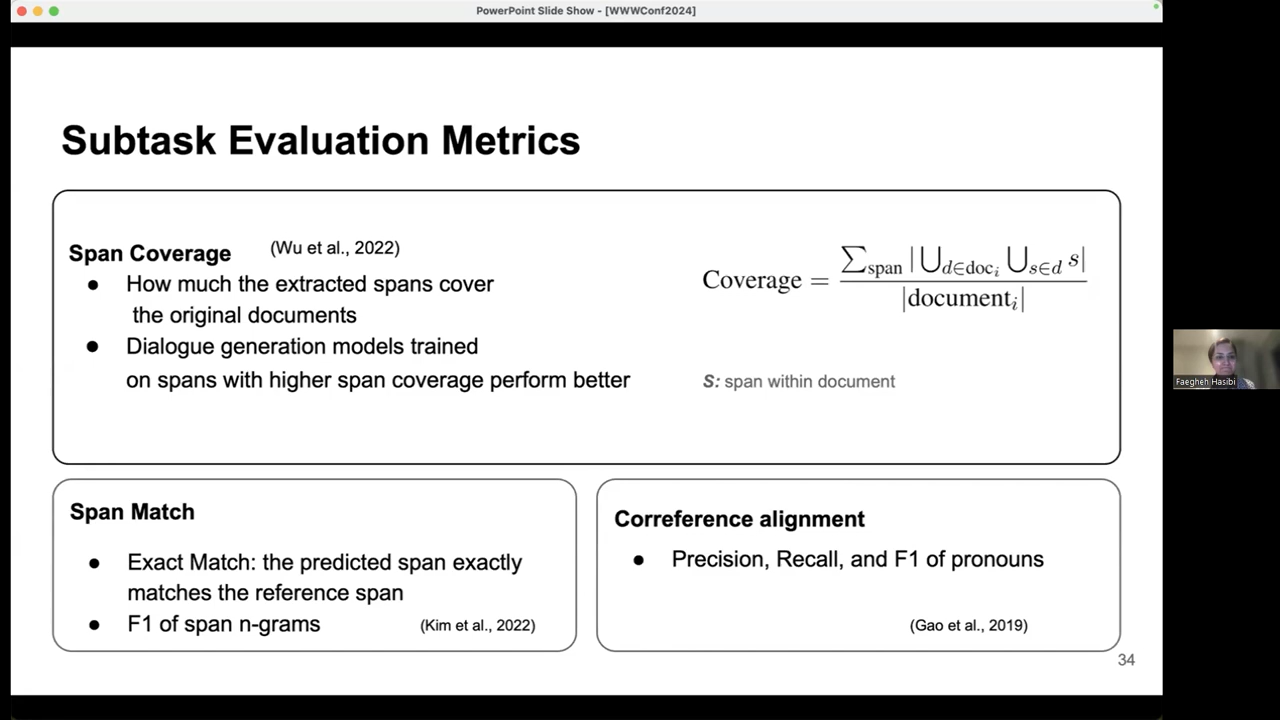 PowerPoint Slide Show - [WWWConf2024]
Subtask Evaluation Metrics
Span Coverage (Wu et al., 2022)
● How much the extracted spans cover
the original documents
● Dialogue generation models trained
on spans with higher span coverage perform better
Coverage = ∑span |⋃d∈doci ⋃s∈d s| / |documenti|
S: span within document
Span Match
● Exact Match: the predicted span exactly
matches the reference span
● F1 of span n-grams (Kim et al., 2022)
Correference alignment
● Precision, Recall, and F1 of pronouns
(Gao et al., 2019)
34
Faegheh Hasibi